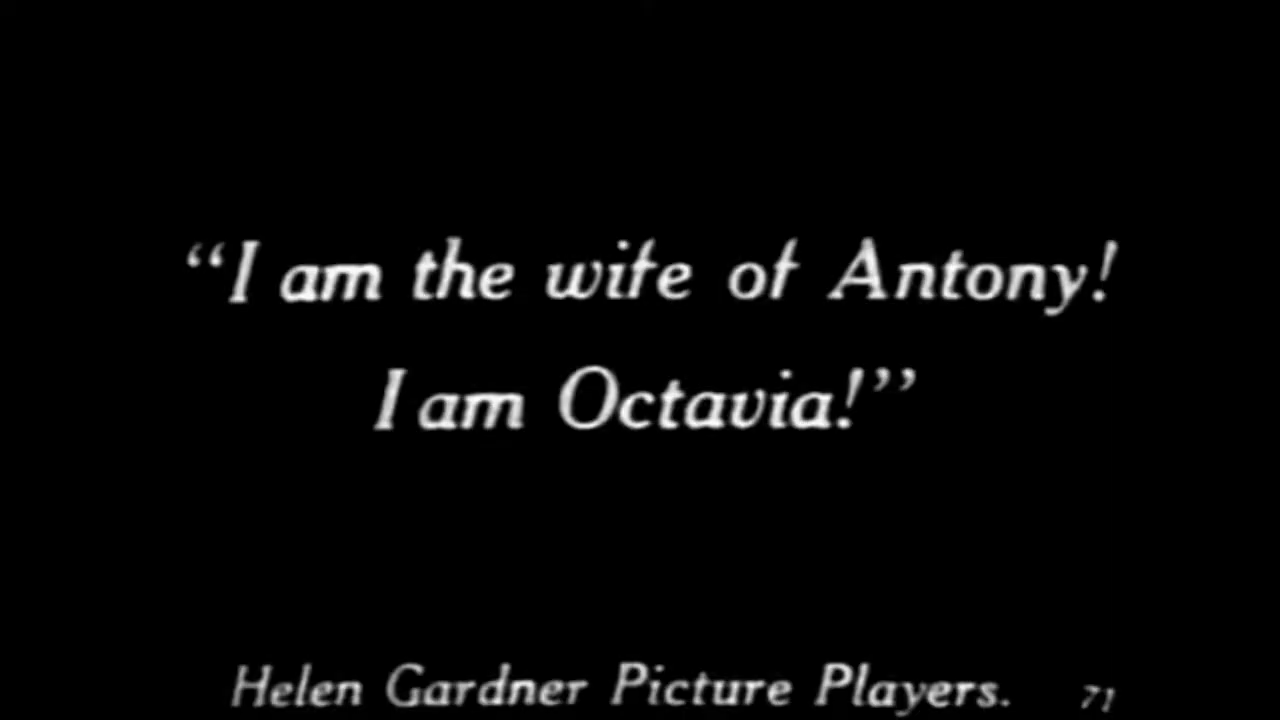 “I am the wife of Antony!
I am Octavia!”
Helen Gardner Picture Players. 71